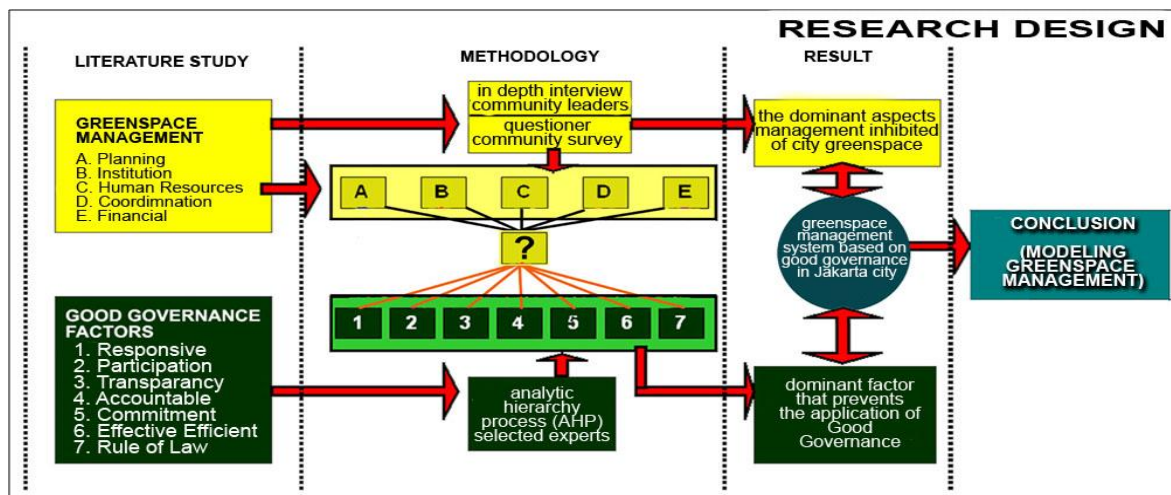 RESEARCH DESIGN
LITERATURE STUDY
METHODOLOGY
RESULT
GREENSPACE
MANAGEMENT
A. Planning
B. Institution
C. Human Resources
D. Coordimnation
E. Financial
GOOD GOVERNANCE
FACTORS
1. Responsive
2. Participation
3. Transparancy
4. Accountable
5. Commitment
6. Effective Efficient
7. Rule of Law
in depth interview
community leaders
questioner
community survey
A B C D E
?
1 2 3 4 5 6 7
analytic
hierarchy
process (AHP)
selected experts
the dominant aspects
management inhibited
of city greenspace
greenspace
management
system based on
good governance
in Jakarta city
dominant factor
that prevents
the application of
Good
Governance
CONCLUSION
(MODELING
GREENSPACE
MANAGEMENT)